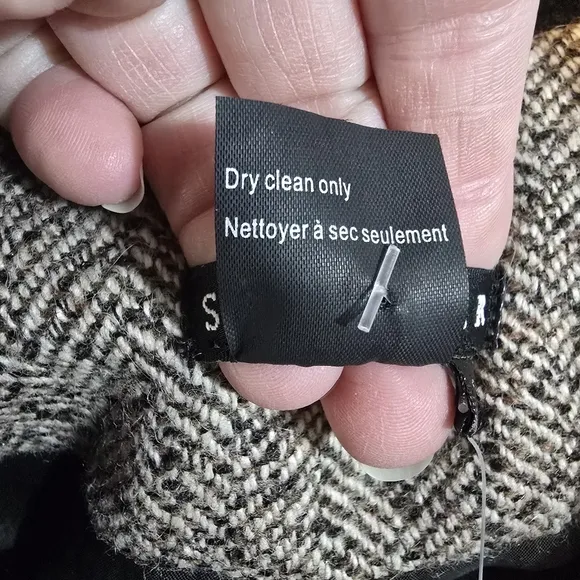 Dry clean only
Nettoyer à sec seulement